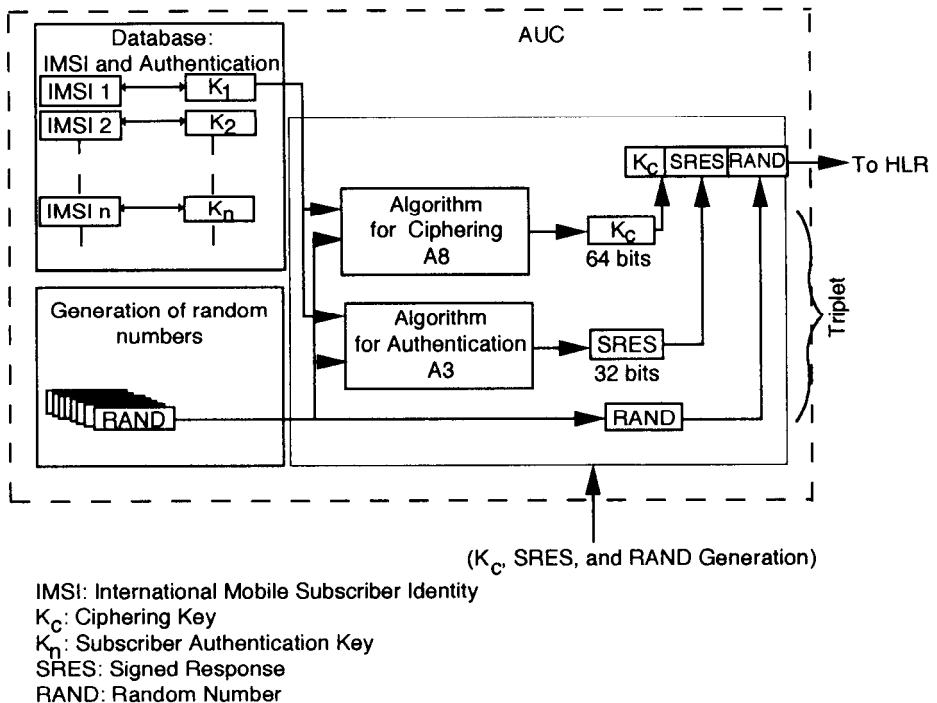 Database:
IMSI and Authentication
IMSI 1
K1
IMSI 2
K2
IMSI n
Kn
AUC
Kc
SRES
RAND
To HLR
Algorithm
for Ciphering
A8
Kc
64 bits
Triplet
Generation of random
numbers
RAND
Algorithm
for Authentication
A3
SRES
32 bits
RAND
(Kc, SRES, and RAND Generation)
IMSI: International Mobile Subscriber Identity
Kc: Ciphering Key
Kn: Subscriber Authentication Key
SRES: Signed Response
RAND: Random Number